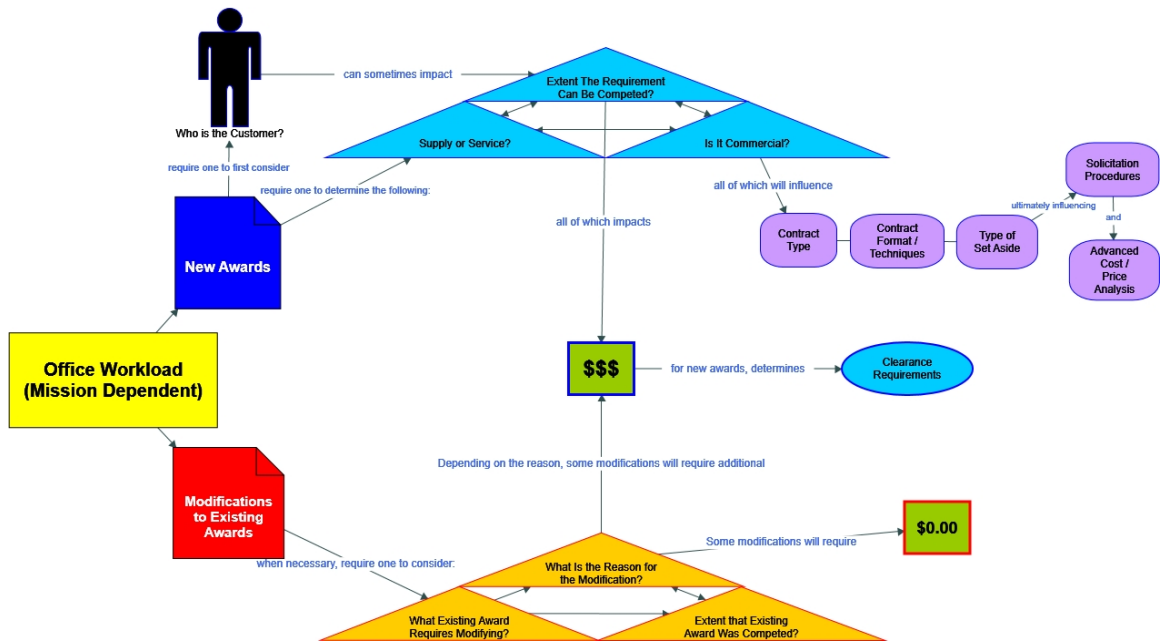 can sometimes impact
Extent The Requirement
Can Be Competed?
Who is the Customer?
Supply or Service?
Is It Commercial?
require one to first consider
require one to determine the following:
all of which will influence
Solicitation
Procedures
ultimately influencing
and
all of which impacts
Contract
Type
Contract
Format /
Techniques
Type of
Set Aside
Advanced
Cost /
Price
Analysis
New Awards
Office Workload
(Mission Dependent)
$$$
for new awards, determines
Clearance
Requirements
Depending on the reason, some modifications will require additional
Modifications
to Existing
Awards
$0.00
Some modifications will require
when necessary, require one to consider:
What Is the Reason for
the Modification?
What Existing Award
Requires Modifying?
Extent that Existing
Award Was Competed?